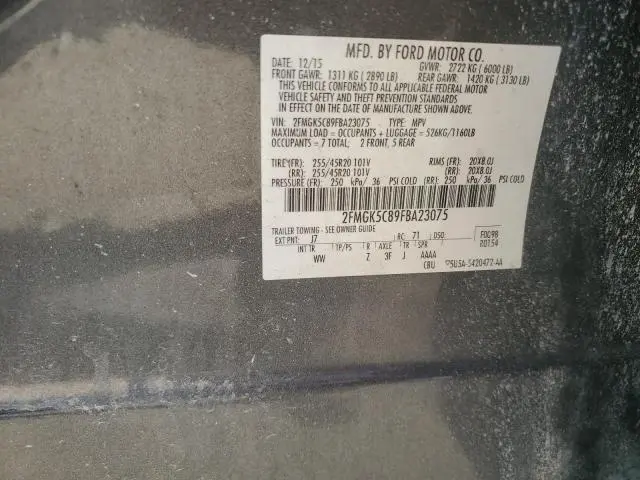 MFD. BY FORD MOTOR CO.
DATE: 12/15 GVWR: 2722 KG ( 6000 LB)
FRONT GAWR: 1311 KG ( 2890 LB) REAR GAWR: 1420 KG ( 3130 LB)
THIS VEHICLE CONFORMS TO ALL APPLICABLE FEDERAL MOTOR
VEHICLE SAFETY AND THEFT PREVENTION STANDARDS
IN EFFECT ON THE DATE OF MANUFACTURE SHOWN ABOVE.
VIN: 2FMGK5C89FBA23075 TYPE: MPV
MAXIMUM LOAD = OCCUPANTS + LUGGAGE = 526KG/1160LB
OCCUPANTS = 7 TOTAL; 2 FRONT, 5 REAR
TIRE(FR): 255/45R20 101V RIMS (FR): 20X8.0J
(RR): 255/45R20 101V (RR): 20X8.0J
PRESSURE (FR): 250 kPa/ 36 PSI COLD (RR): 250 kPa/ 36 PSI COLD
2FMGK5C89FBA23075
TRAILER TOWING - SEE OWNER GUIDE
EXT PNT: J7 RC: 71 DSO: F0098
R0154
INT TR TP/PS R AXLE TR SPR
WW Z 3F J AAAA
CBU 5U5A-5420472-AA